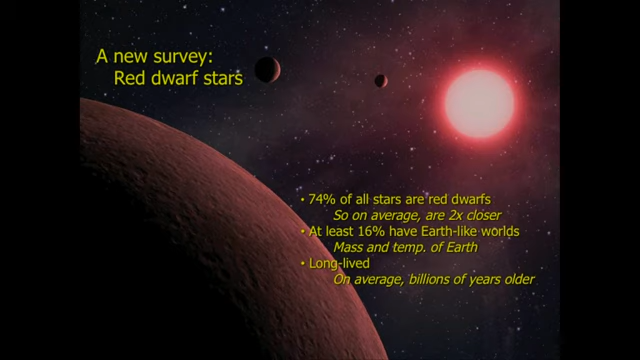 A new survey:
Red dwarf stars
• 74% of all stars are red dwarfs
So on average, are 2x closer
• At least 16% have Earth-like worlds
Mass and temp. of Earth
• Long-lived
On average, billions of years older